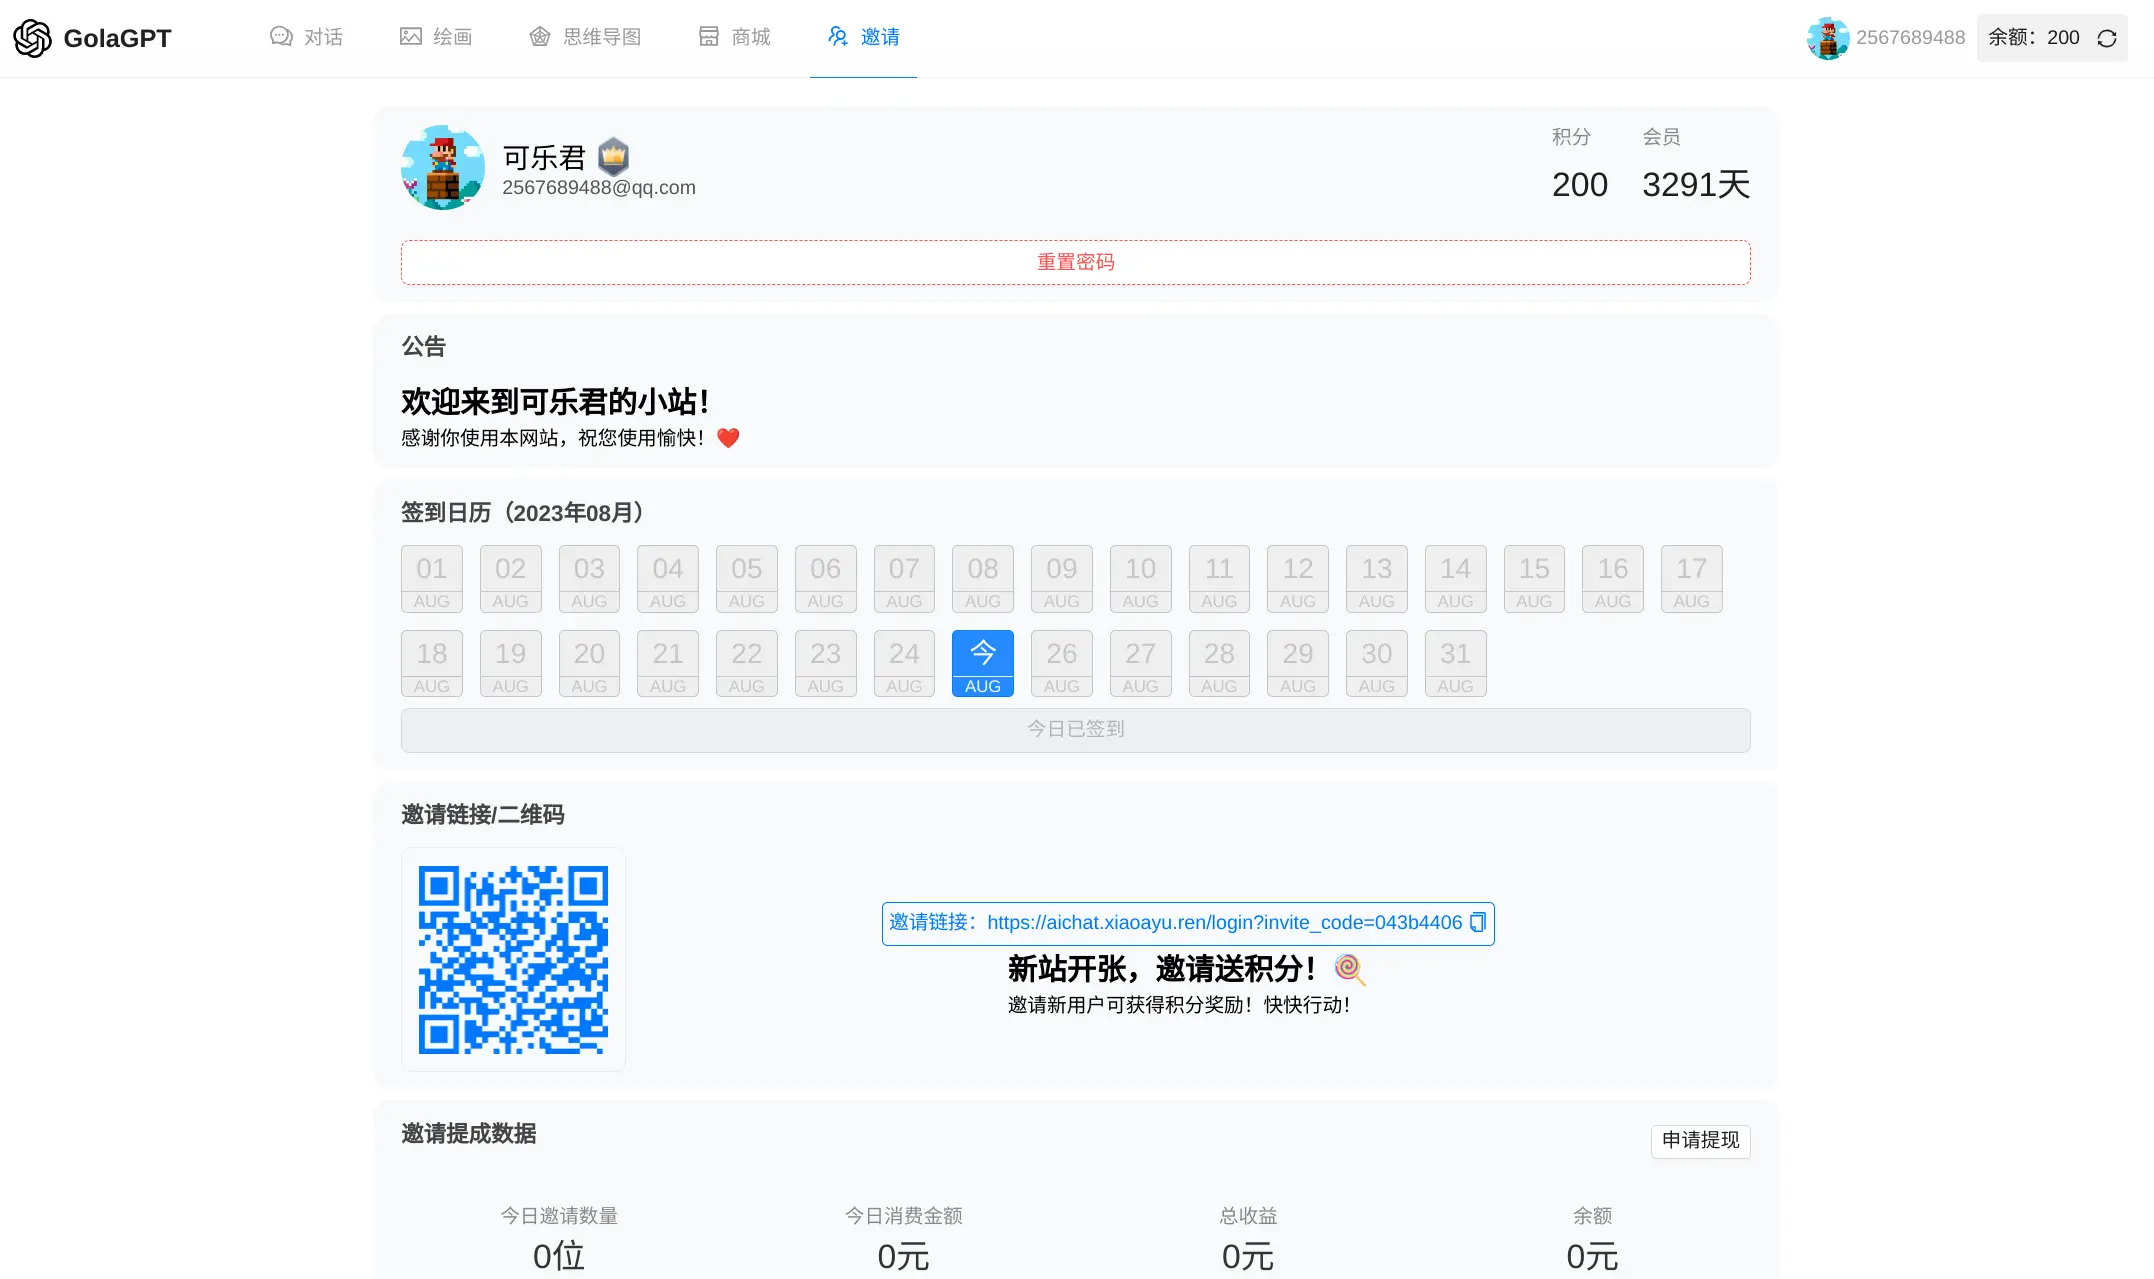 GolaGPT
对话
绘画
思维导图
商城
邀请
2567689488
余额：200
可乐君
2567689488@qq.com
积分
会员
200
3291天
重置密码
公告
欢迎来到可乐君的小站！
感谢你使用本网站，祝您使用愉快！❤️
签到日历（2023年08月）
01 02 03 04 05 06 07 08 09 10 11 12 13 14 15 16 17
AUG AUG AUG AUG AUG AUG AUG AUG AUG AUG AUG AUG AUG AUG AUG AUG AUG
18 19 20 21 22 23 24 今 26 27 28 29 30 31
AUG AUG AUG AUG AUG AUG AUG AUG AUG AUG AUG AUG AUG AUG
今日已签到
邀请链接/二维码
邀请链接：https://aichat.xiaoayu.ren/login?invite_code=043b4406
新站开张，邀请送积分！🍭
邀请新用户可获得积分奖励！快快行动！
邀请提成数据
申请提现
今日邀请数量 今日消费金额 总收益 余额
0位 0元 0元 0元